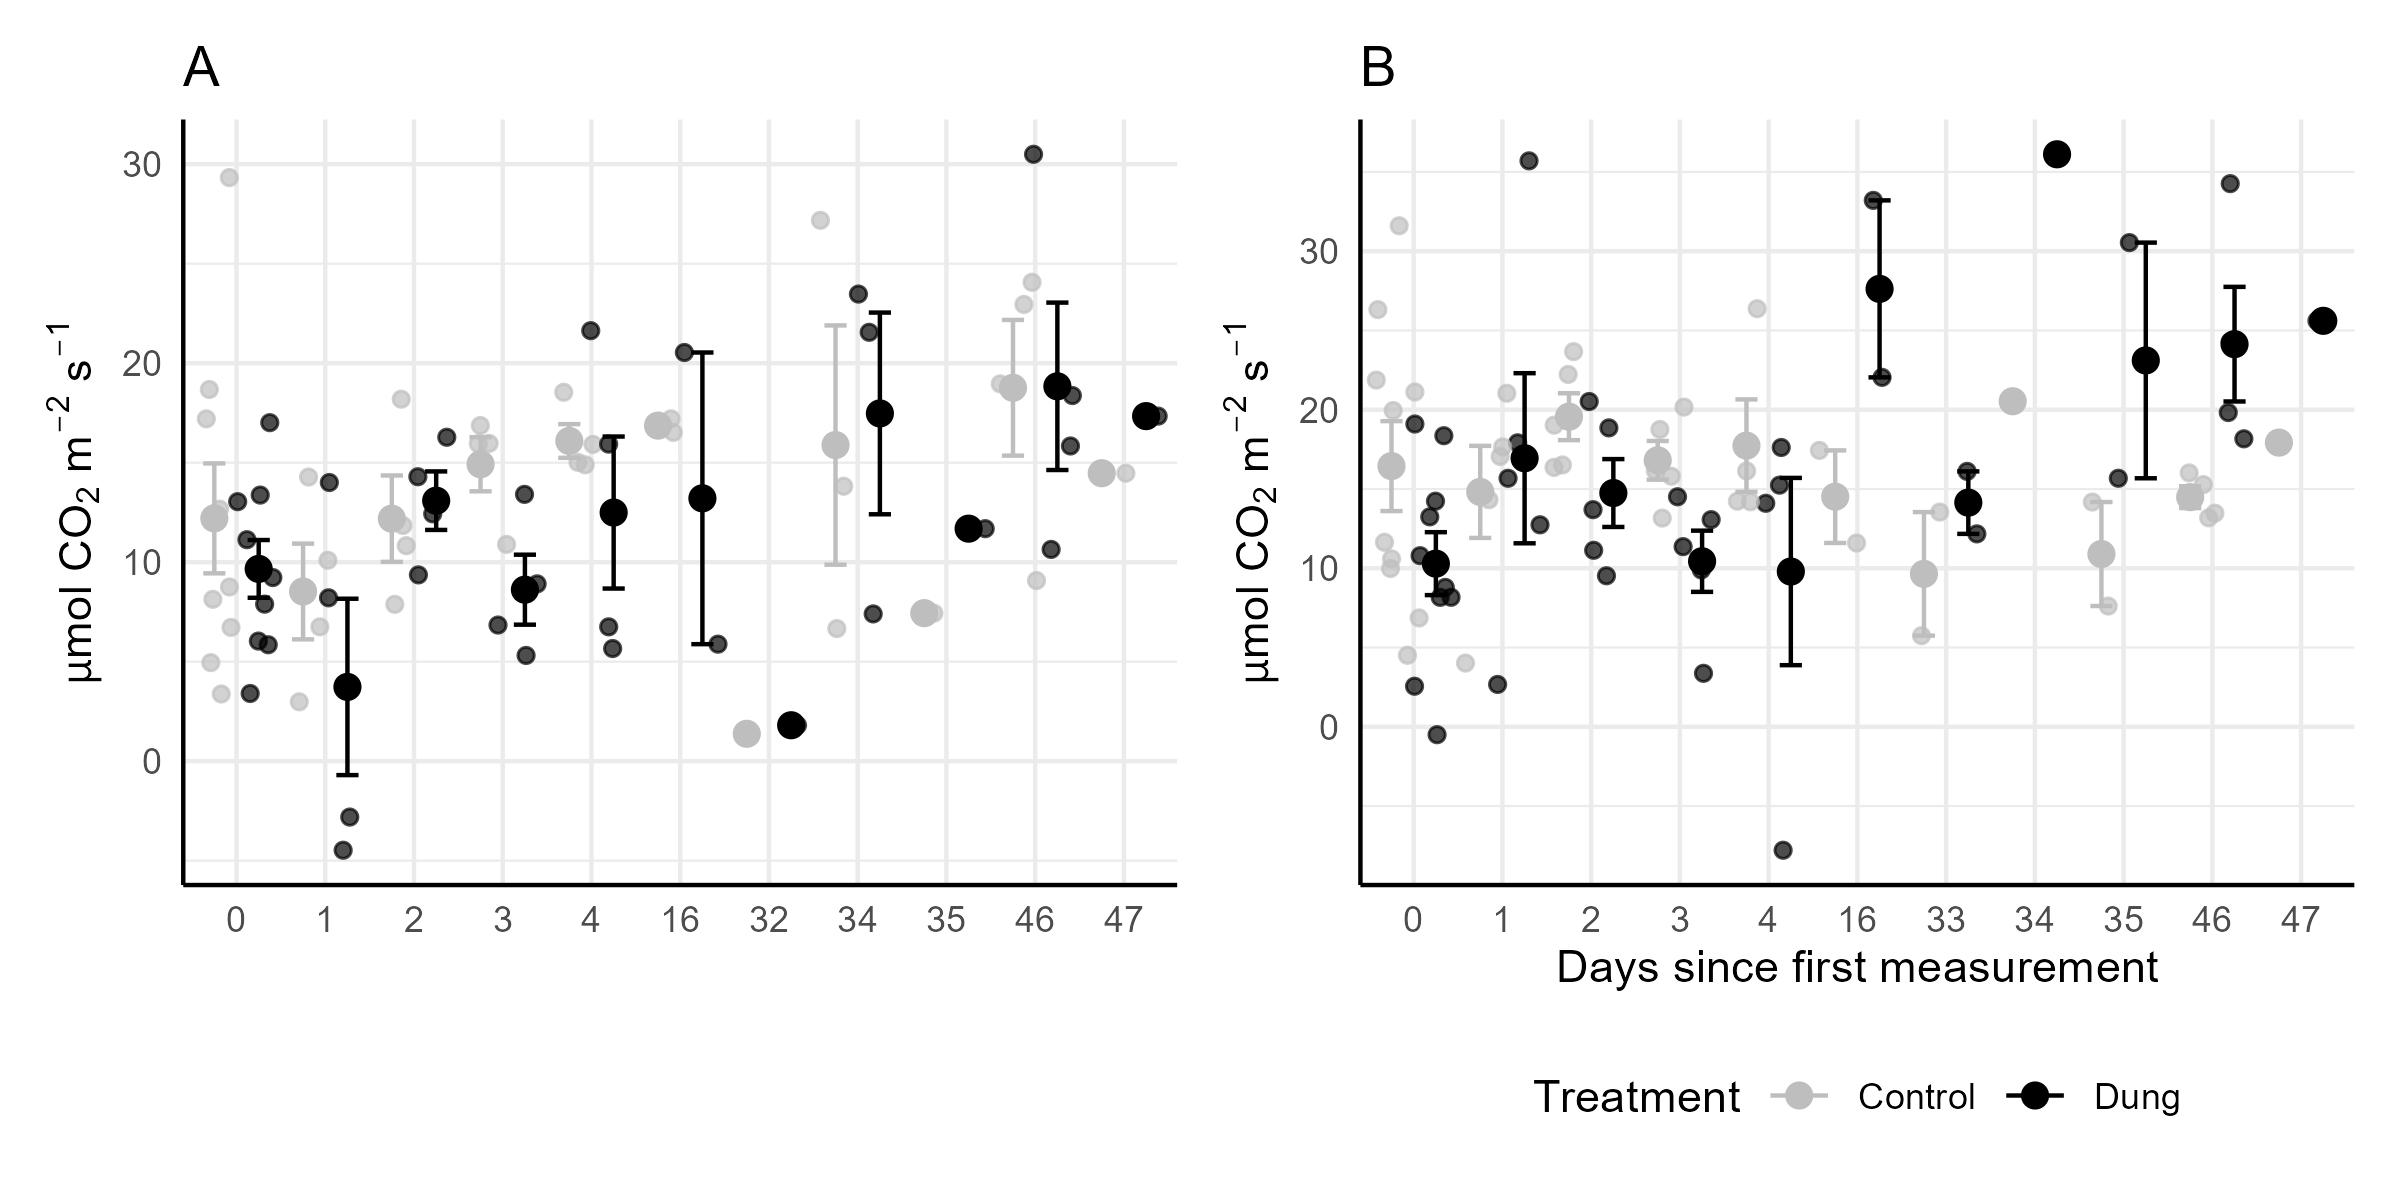 A
30
20
10
0
µmol CO₂ m⁻² s⁻¹
0 1 2 3 4 16 32 34 35 46 47
B
30
20
10
0
µmol CO₂ m⁻² s⁻¹
0 1 2 3 4 16 33 34 35 46 47
Days since first measurement
Treatment Control Dung